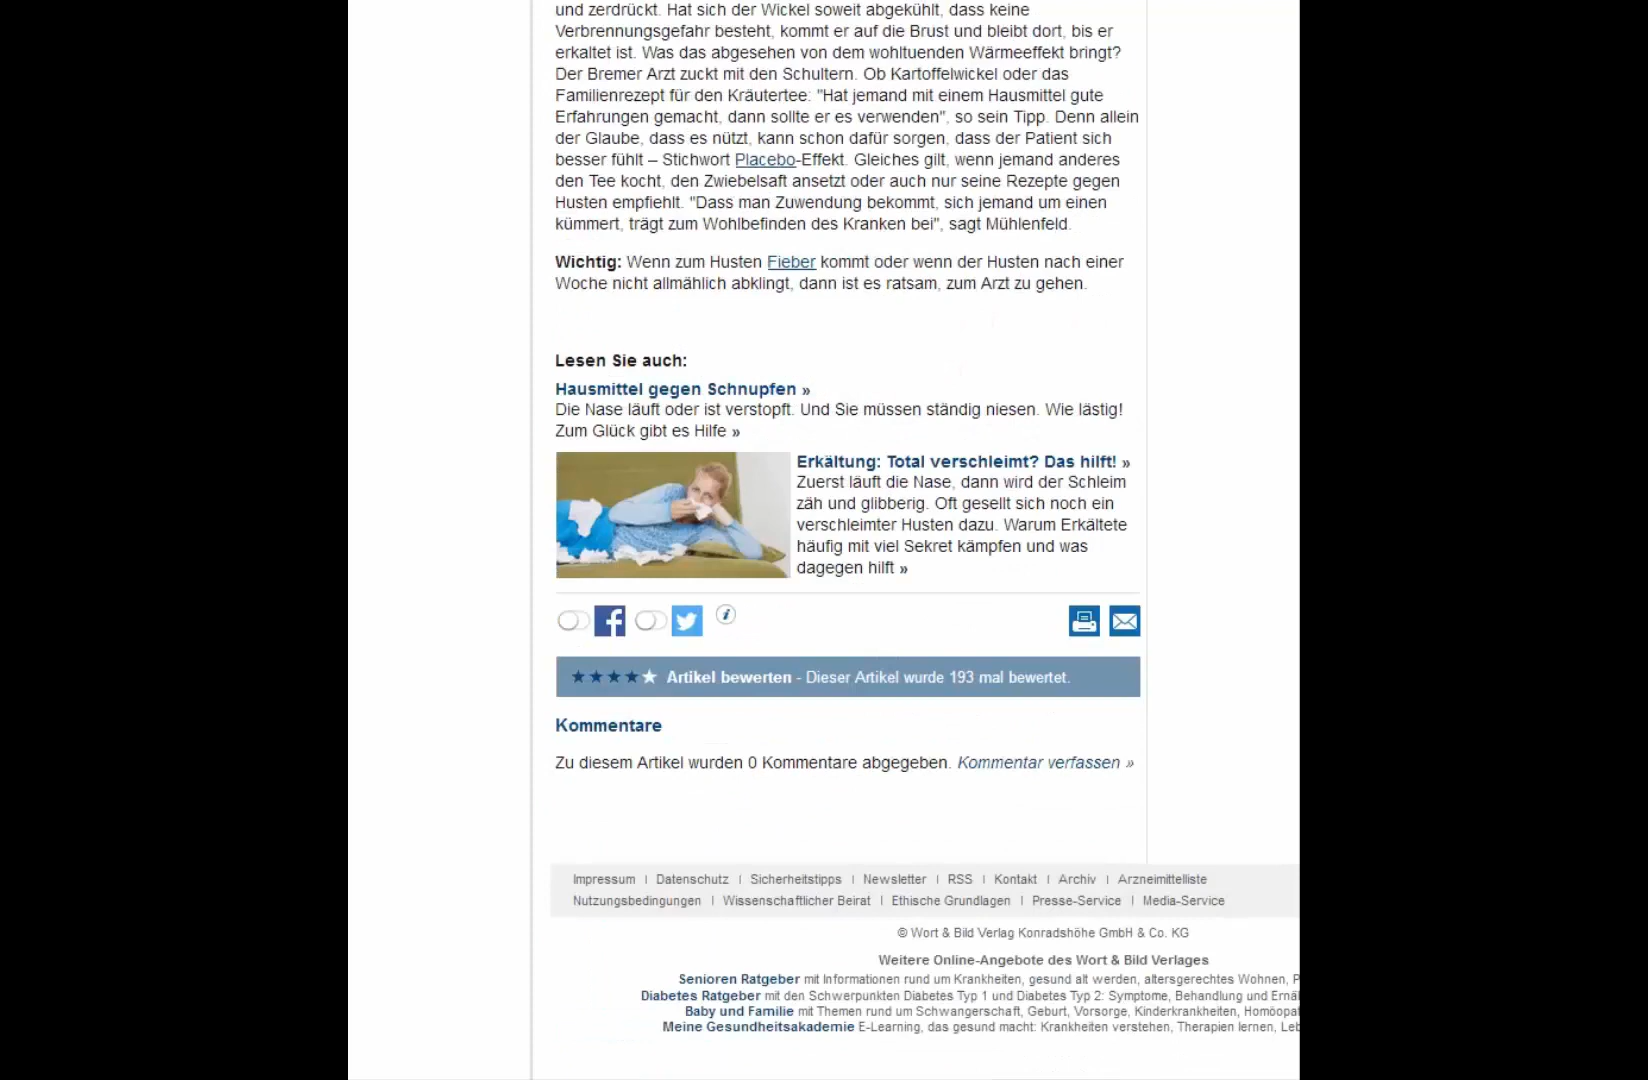 und zerdrückt. Hat sich der Wickel soweit abgekühlt, dass keine
Verbrennungsgefahr besteht, kommt er auf die Brust und bleibt dort, bis er
erkaltet ist. Was das abgesehen von dem wohltuenden Wärmeeffekt bringt?
Der Bremer Arzt zuckt mit den Schultern. Ob Kartoffelwickel oder das
Familienrezept für den Kräutertee: "Hat jemand mit einem Hausmittel gute
Erfahrungen gemacht, dann sollte er es verwenden", so sein Tipp. Denn allein
der Glaube, dass es nützt, kann schon dafür sorgen, dass der Patient sich
besser fühlt – Stichwort Placebo-Effekt. Gleiches gilt, wenn jemand anderes
den Tee kocht, den Zwiebelsaft ansetzt oder auch nur seine Rezepte gegen
Husten empfiehlt. "Dass man Zuwendung bekommt, sich jemand um einen
kümmert, trägt zum Wohlbefinden des Kranken bei", sagt Mühlenfeld.
Wichtig: Wenn zum Husten Fieber kommt oder wenn der Husten nach einer
Woche nicht allmählich abklingt, dann ist es ratsam, zum Arzt zu gehen.
Lesen Sie auch:
Hausmittel gegen Schnupfen »
Die Nase läuft oder ist verstopft. Und Sie müssen ständig niesen. Wie lästig!
Zum Glück gibt es Hilfe »
Erkältung: Total verschleimt? Das hilft! »
Zuerst läuft die Nase, dann wird der Schleim
zäh und glibberig. Oft gesellt sich noch ein
verschleimter Husten dazu. Warum Erkältete
häufig mit viel Sekret kämpfen und was
dagegen hilft »
Artikel bewerten - Dieser Artikel wurde 193 mal bewertet.
Kommentare
Zu diesem Artikel wurden 0 Kommentare abgegeben. Kommentar verfassen »
Impressum | Datenschutz | Sicherheitstipps | Newsletter | RSS | Kontakt | Archiv | Arzneimittelliste
Nutzungsbedingungen | Wissenschaftlicher Beirat | Ethische Grundlagen | Presse-Service | Media-Service
© Wort & Bild Verlag Konradshöhe GmbH & Co. KG
Weitere Online-Angebote des Wort & Bild Verlages
Senioren Ratgeber mit Informationen rund um Krankheiten, gesund alt werden, altersgerechtes Wohnen, P
Diabetes Ratgeber mit den Schwerpunkten Diabetes Typ 1 und Diabetes Typ 2: Symptome, Behandlung und Ernä
Baby und Familie mit Themen rund um Schwangerschaft, Geburt, Vorsorge, Kinderkrankheiten, Homöopat
Meine Gesundheitsakademie E-Learning, das gesund macht: Krankheiten verstehen, Therapien lernen, Leb